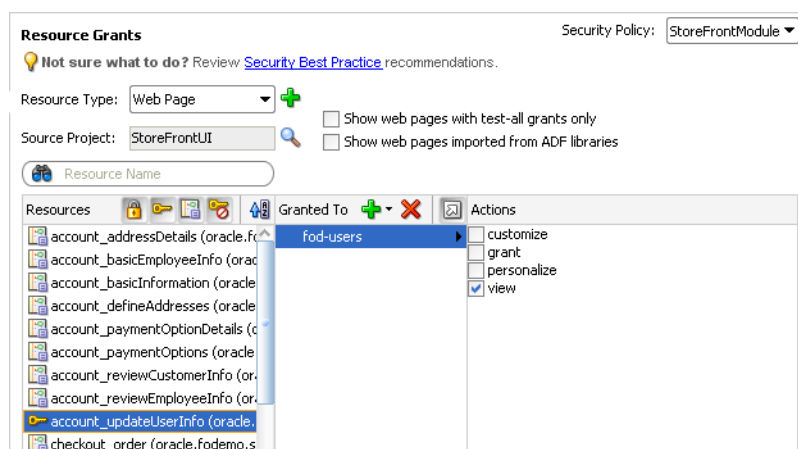 Resource Grants
Security Policy: StoreFrontModule
Not sure what to do? Review Security Best Practice recommendations.
Resource Type: Web Page
Show web pages with test-all grants only
Source Project: StoreFrontUI
Show web pages imported from ADF libraries
Resource Name
Resources Granted To Actions
account_addressDetails (oracle.fo
fod-users
customize
account_basicEmployeeInfo (orac
grant
account_basicInformation (oracle
personalize
account_defineAddresses (oracle
view
account_paymentOptionDetails (o
account_paymentOptions (oracle
account_reviewCustomerInfo (or
account_reviewEmployeeInfo (or
account_updateUserInfo (oracle.
checkout_order (oracle.fodemo.s